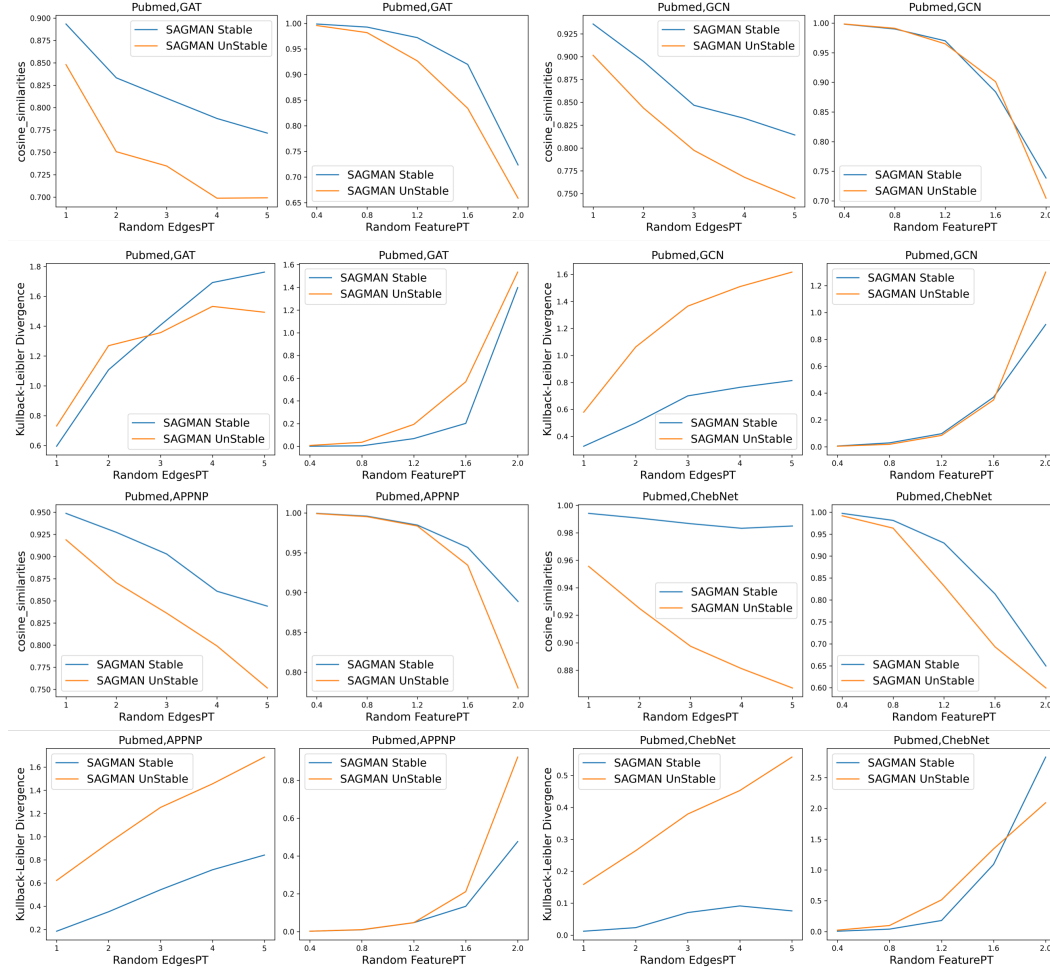 Pubmed,GAT
cosine_similarities
0.900
0.875
0.850
0.825
0.800
0.775
0.750
0.725
0.700
SAGMAN Stable
SAGMAN UnStable
1 2 3 4 5
Random EdgesPT
Pubmed,GAT
1.00
0.95
0.90
0.85
0.80
0.75
0.70
0.65
SAGMAN Stable
SAGMAN UnStable
0.4 0.8 1.2 1.6 2.0
Random FeaturePT
Pubmed,GCN
cosine_similarities
0.925
0.900
0.875
0.850
0.825
0.800
0.775
0.750
SAGMAN Stable
SAGMAN UnStable
1 2 3 4 5
Random EdgesPT
Pubmed,GCN
1.00
0.95
0.90
0.85
0.80
0.75
0.70
SAGMAN Stable
SAGMAN UnStable
0.4 0.8 1.2 1.6 2.0
Random FeaturePT
Pubmed,GAT
Kullback-Leibler Divergence
1.8
1.6
1.4
1.2
1.0
0.8
0.6
SAGMAN Stable
SAGMAN UnStable
1 2 3 4 5
Random EdgesPT
Pubmed,GAT
1.6
1.4
1.2
1.0
0.8
0.6
0.4
0.2
0.0
SAGMAN Stable
SAGMAN UnStable
0.4 0.8 1.2 1.6 2.0
Random FeaturePT
Pubmed,GCN
Kullback-Leibler Divergence
1.6
1.4
1.2
1.0
0.8
0.6
0.4
SAGMAN Stable
SAGMAN UnStable
1 2 3 4 5
Random EdgesPT
Pubmed,GCN
1.2
1.0
0.8
0.6
0.4
0.2
0.0
SAGMAN Stable
SAGMAN UnStable
0.4 0.8 1.2 1.6 2.0
Random FeaturePT
Pubmed,APPNP
cosine_similarities
0.950
0.925
0.900
0.875
0.850
0.825
0.800
0.775
0.750
SAGMAN Stable
SAGMAN UnStable
1 2 3 4 5
Random EdgesPT
Pubmed,APPNP
1.00
0.95
0.90
0.85
0.80
SAGMAN Stable
SAGMAN UnStable
0.4 0.8 1.2 1.6 2.0
Random FeaturePT
Pubmed,ChebNet
cosine_similarities
1.00
0.98
0.96
0.94
0.92
0.90
0.88
SAGMAN Stable
SAGMAN UnStable
1 2 3 4 5
Random EdgesPT
Pubmed,ChebNet
1.00
0.95
0.90
0.85
0.80
0.75
0.70
0.65
0.60
SAGMAN Stable
SAGMAN UnStable
0.4 0.8 1.2 1.6 2.0
Random FeaturePT
Pubmed,APPNP
Kullback-Leibler Divergence
1.6
1.4
1.2
1.0
0.8
0.6
0.4
0.2
SAGMAN Stable
SAGMAN UnStable
1 2 3 4 5
Random EdgesPT
Pubmed,APPNP
0.8
0.6
0.4
0.2
0.0
SAGMAN Stable
SAGMAN UnStable
0.4 0.8 1.2 1.6 2.0
Random FeaturePT
Pubmed,ChebNet
Kullback-Leibler Divergence
0.5
0.4
0.3
0.2
0.1
0.0
SAGMAN Stable
SAGMAN UnStable
1 2 3 4 5
Random EdgesPT
Pubmed,ChebNet
2.5
2.0
1.5
1.0
0.5
0.0
SAGMAN Stable
SAGMAN UnStable
0.4 0.8 1.2 1.6 2.0
Random FeaturePT